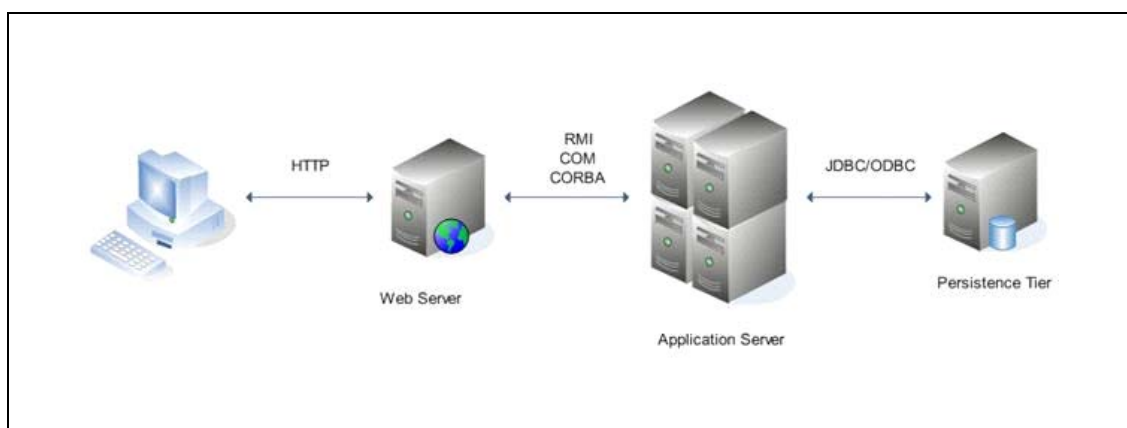 HTTP
RMI
COM
CORBA
JDBC/ODBC
Web Server
Application Server
Persistence Tier